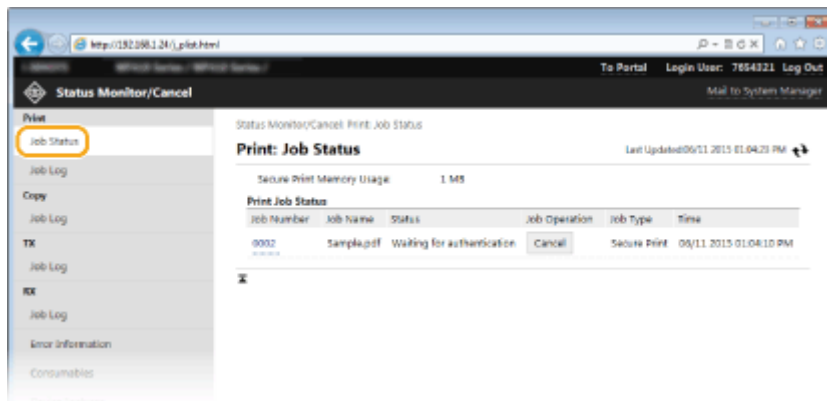 http://192.168.1.24/j_plist.html
To Portal Login User: 7654321 Log Out
Status Monitor/Cancel
Mail to System Manager
Print
Job Status
Job Log
Copy
Job Log
TX
Job Log
RX
Job Log
Error Information
Consumables
Status Monitor/Cancel: Print: Job Status
Print: Job Status
Last Updated:06/11 2015 01:04:23 PM
Secure Print Memory Usage: 1 MB
Print Job Status
Job Number Job Name Status Job Operation Job Type Time
0002 Sample.pdf Waiting for authentication Cancel Secure Print 06/11 2015 01:04:10 PM